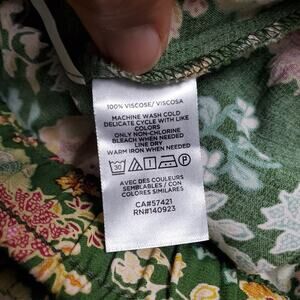 100% VISCOSE/ VISCOSA
MACHINE WASH COLD
DELICATE CYCLE WITH LIKE
COLORS
ONLY NON-CHLORINE
BLEACH WHEN NEEDED
LINE DRY
WARM IRON WHEN NEEDED
30
AVEC DES COULEURS
SEMBLABLES / CON
COLORES SIMILARES
CA#57421
RN#140923